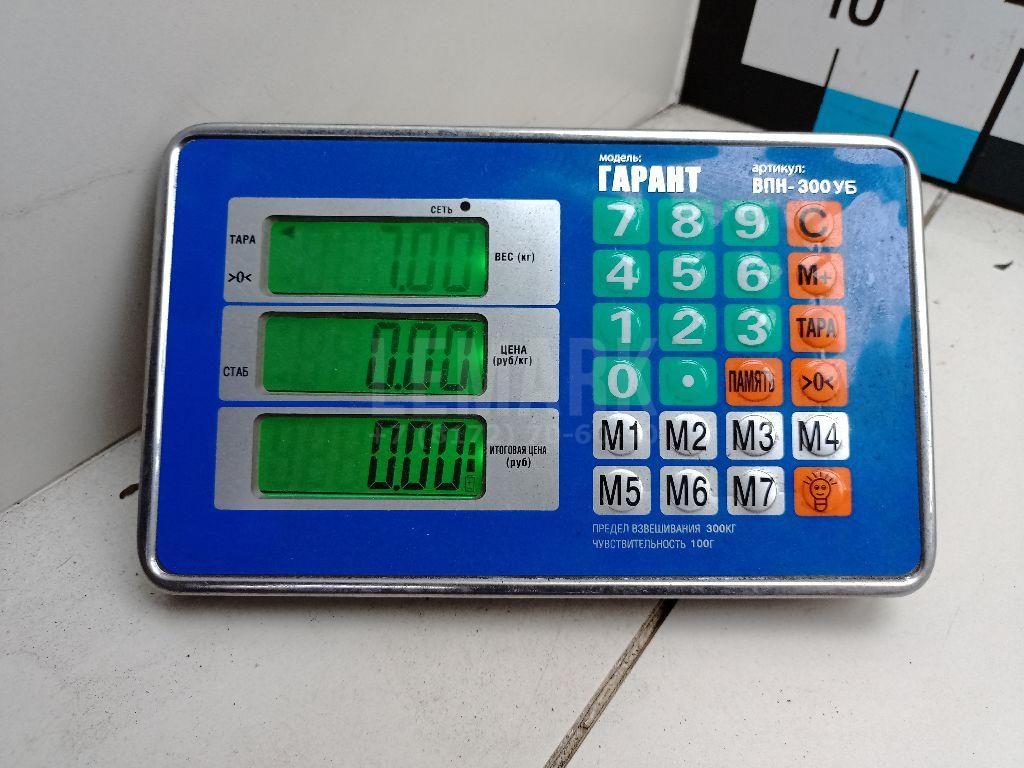 10
модель:
ГАРАНТ
артикул:
ВПН-300УБ
СЕТЬ
ТАРА
>0<
7.00
ВЕС (кг)
СТАБ
0.00
ЦЕНА
(руб/кг)
0.00
ИТОГОВАЯ ЦЕНА
(руб)
7 8 9 C
4 5 6 M+
1 2 3 ТАРА
0 . ПАМЯТЬ >0<
M1 M2 M3 M4
M5 M6 M7
ПРЕДЕЛ ВЗВЕШИВАНИЯ 300КГ
ЧУВСТВИТЕЛЬНОСТЬ 100Г
LEMARK